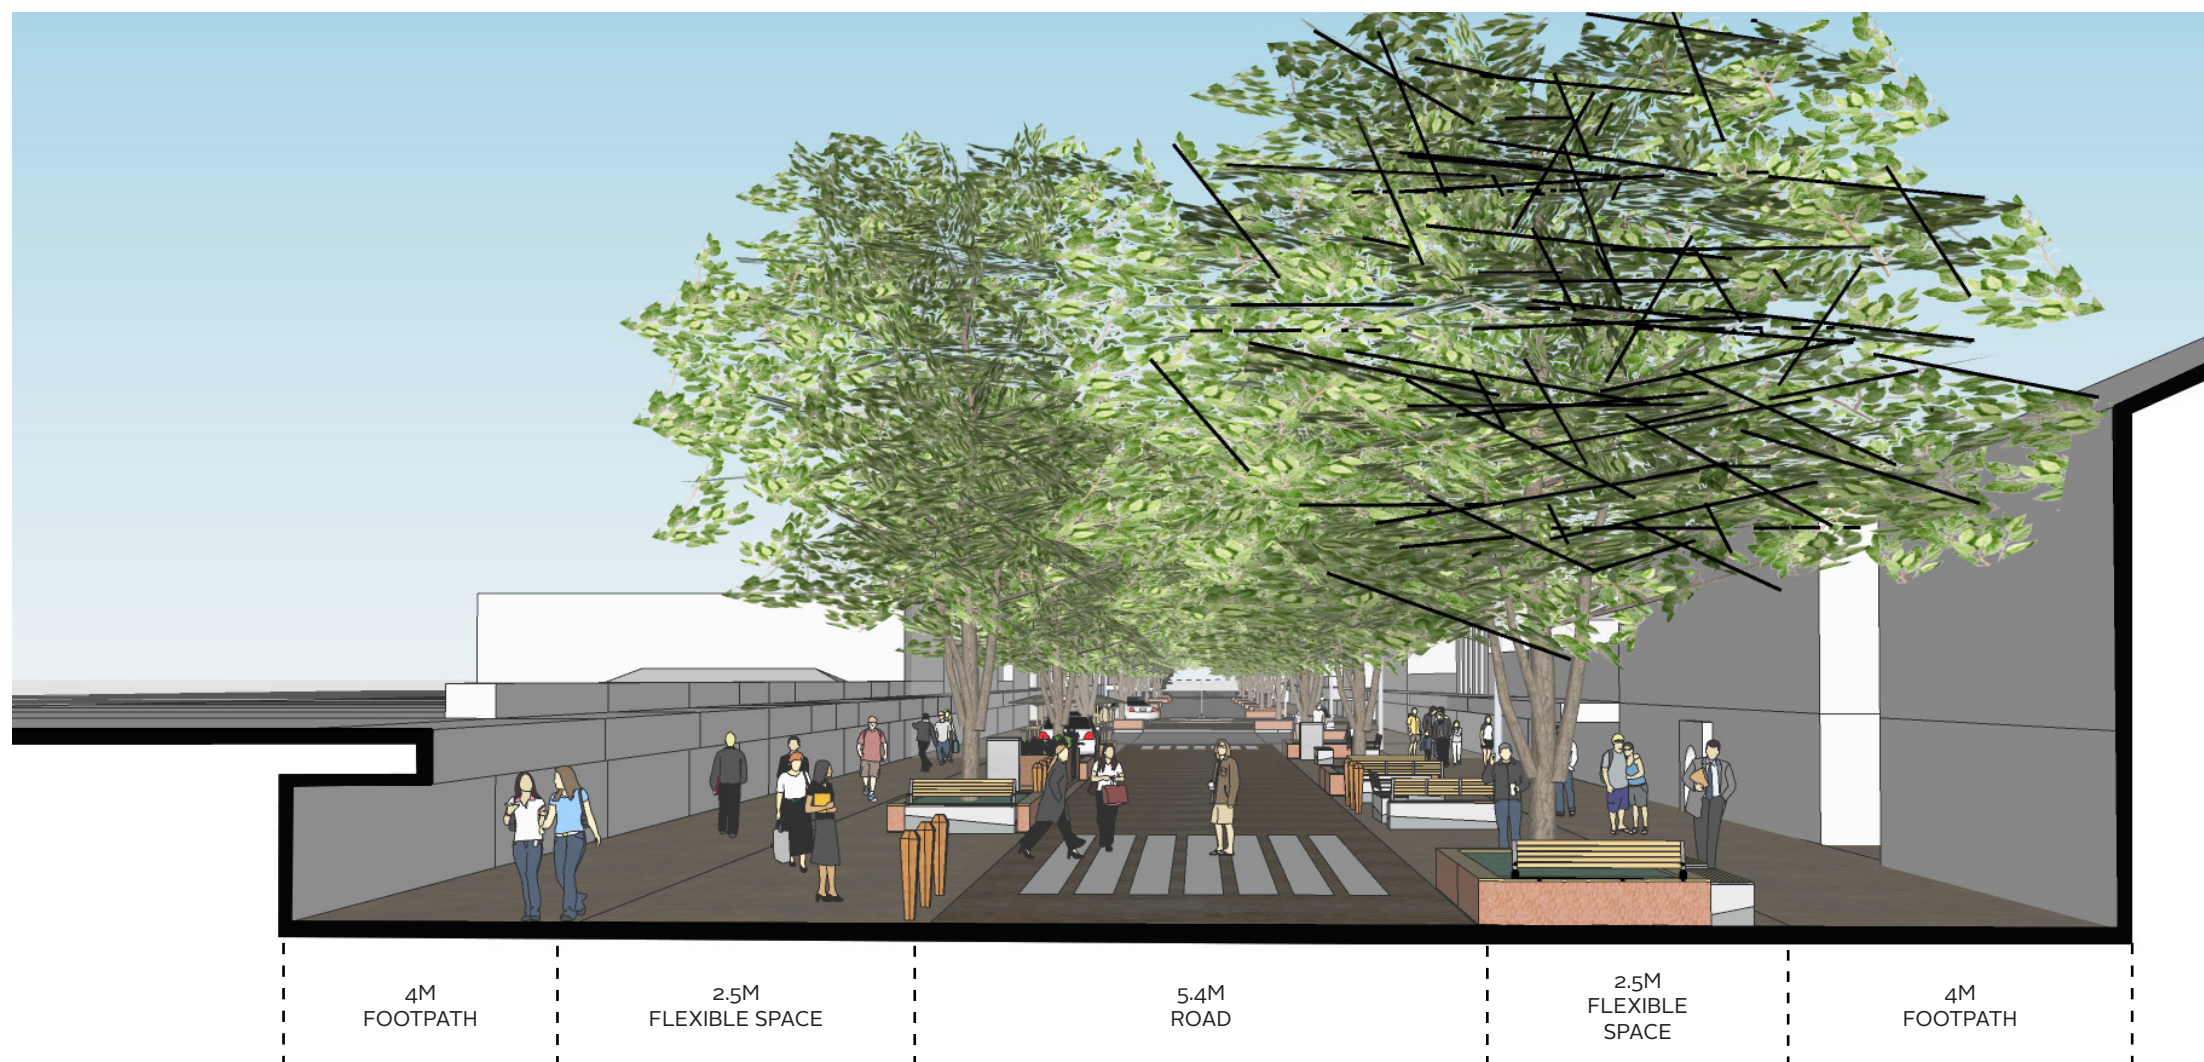 4M
FOOTPATH
2.5M
FLEXIBLE SPACE
5.4M
ROAD
2.5M
FLEXIBLE
SPACE
4M
FOOTPATH